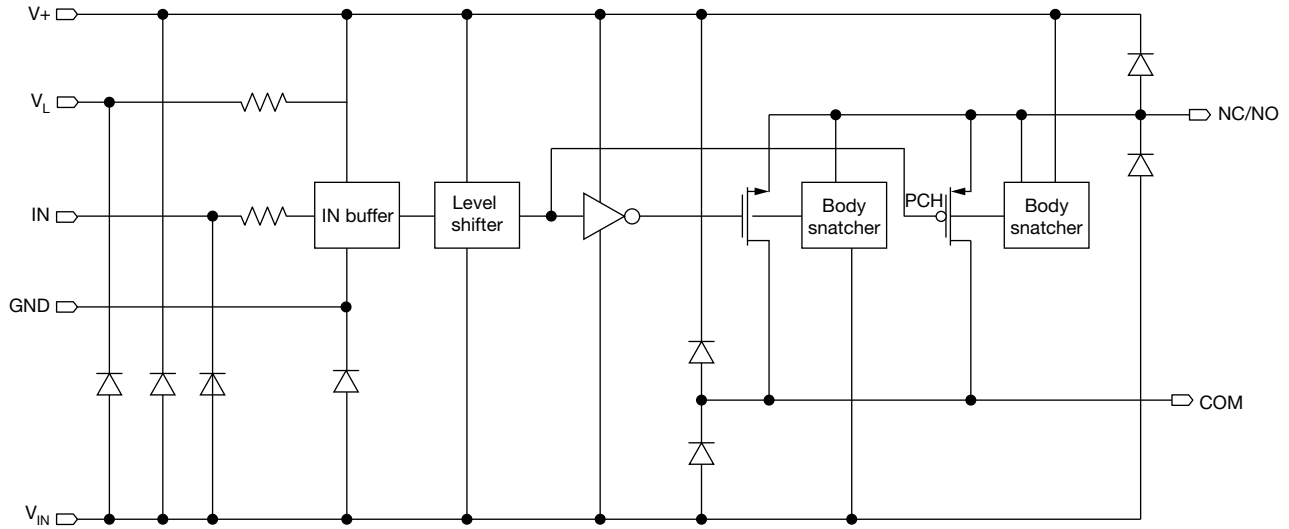 V+
VL
NC/NO
IN
IN buffer
Level
shifter
Body
snatcher
PCH
Body
snatcher
GND
COM
VIN